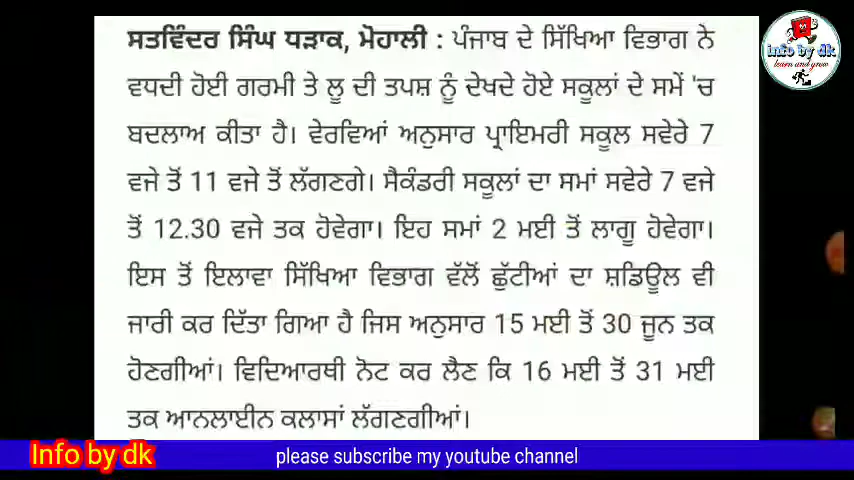 ਸਤਵਿੰਦਰ ਸਿੰਘ ਧੜਾਕ, ਮੋਹਾਲੀ : ਪੰਜਾਬ ਦੇ ਸਿੱਖਿਆ ਵਿਭਾਗ ਨੇ
ਵਧਦੀ ਹੋਈ ਗਰਮੀ ਤੇ ਲੂ ਦੀ ਤਪਸ਼ ਨੂੰ ਦੇਖਦੇ ਹੋਏ ਸਕੂਲਾਂ ਦੇ ਸਮੇਂ 'ਚ
ਬਦਲਾਅ ਕੀਤਾ ਹੈ। ਵੇਰਵਿਆਂ ਅਨੁਸਾਰ ਪ੍ਰਾਇਮਰੀ ਸਕੂਲ ਸਵੇਰੇ 7
ਵਜੇ ਤੋਂ 11 ਵਜੇ ਤੋਂ ਲੱਗਣਗੇ। ਸੈਕੰਡਰੀ ਸਕੂਲਾਂ ਦਾ ਸਮਾਂ ਸਵੇਰੇ 7 ਵਜੇ
ਤੋਂ 12.30 ਵਜੇ ਤਕ ਹੋਵੇਗਾ। ਇਹ ਸਮਾਂ 2 ਮਈ ਤੋਂ ਲਾਗੂ ਹੋਵੇਗਾ।
ਇਸ ਤੋਂ ਇਲਾਵਾ ਸਿੱਖਿਆ ਵਿਭਾਗ ਵੱਲੋਂ ਛੁੱਟੀਆਂ ਦਾ ਸ਼ਡਿਊਲ ਵੀ
ਜਾਰੀ ਕਰ ਦਿੱਤਾ ਗਿਆ ਹੈ ਜਿਸ ਅਨੁਸਾਰ 15 ਮਈ ਤੋਂ 30 ਜੂਨ ਤਕ
ਹੋਣਗੀਆਂ। ਵਿਦਿਆਰਥੀ ਨੋਟ ਕਰ ਲੈਣ ਕਿ 16 ਮਈ ਤੋਂ 31 ਮਈ
ਤਕ ਆਨਲਾਈਨ ਕਲਾਸਾਂ ਲੱਗਣਗੀਆਂ।
info by dk
learn and grow
Info by dk
please subscribe my youtube channel